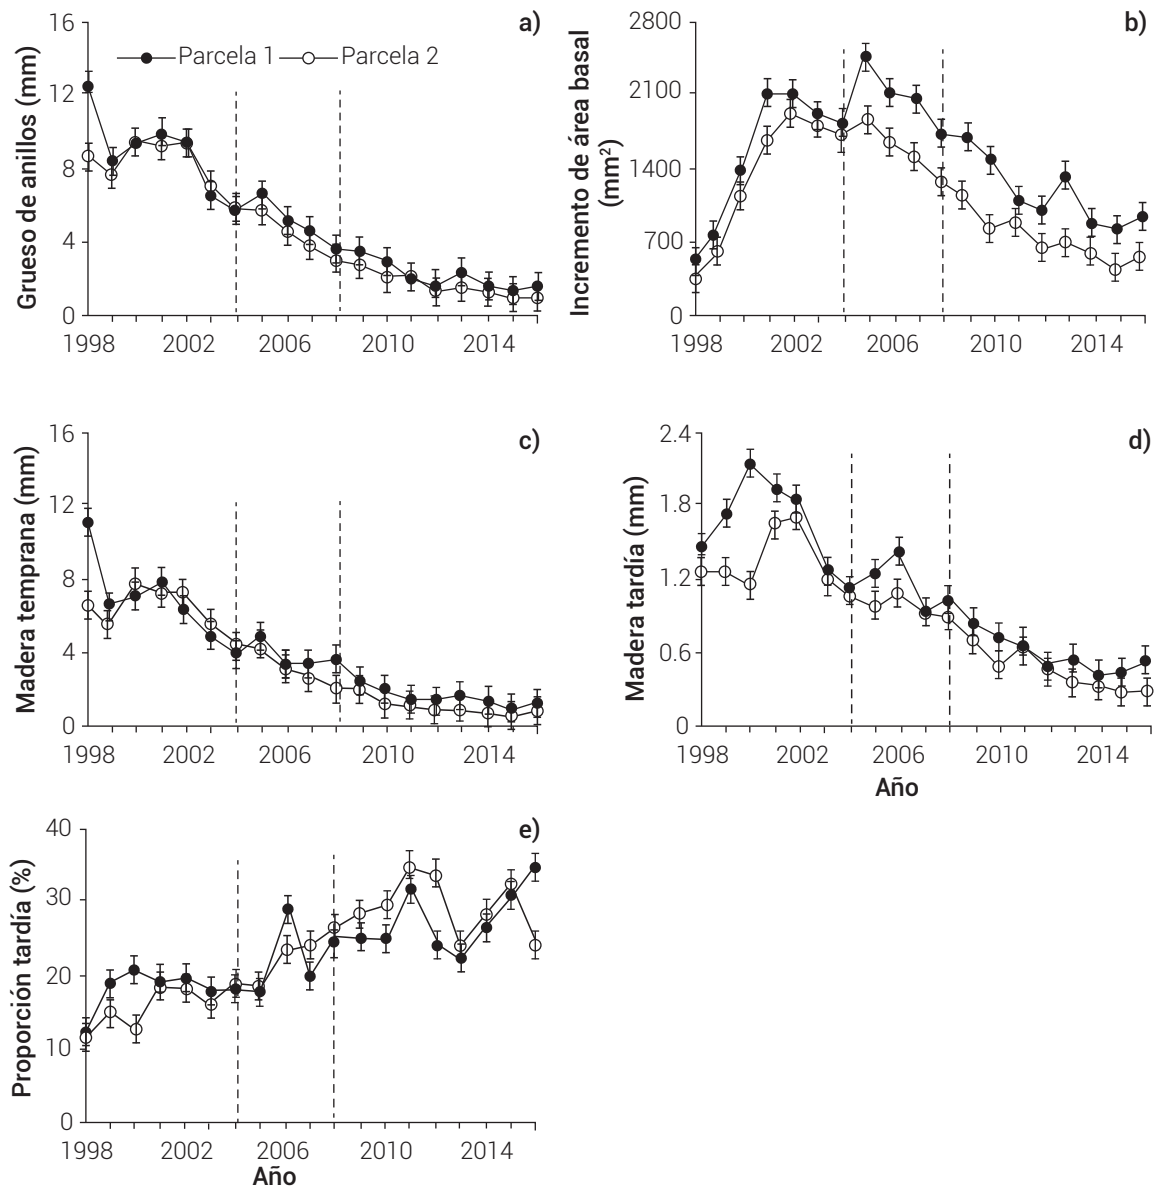 a)
Grueso de anillos (mm)
16
12
8
4
0
Parcela 1
Parcela 2
1998 2002 2006 2010 2014
b)
Incremento de área basal
(mm²)
2800
2100
1400
700
0
1998 2002 2006 2010 2014
c)
Madera temprana (mm)
16
12
8
4
0
1998 2002 2006 2010 2014
d)
Madera tardía (mm)
2.4
1.8
1.2
0.6
0
1998 2002 2006 2010 2014
Año
e)
Proporción tardía (%)
40
30
20
10
0
1998 2002 2006 2010 2014
Año